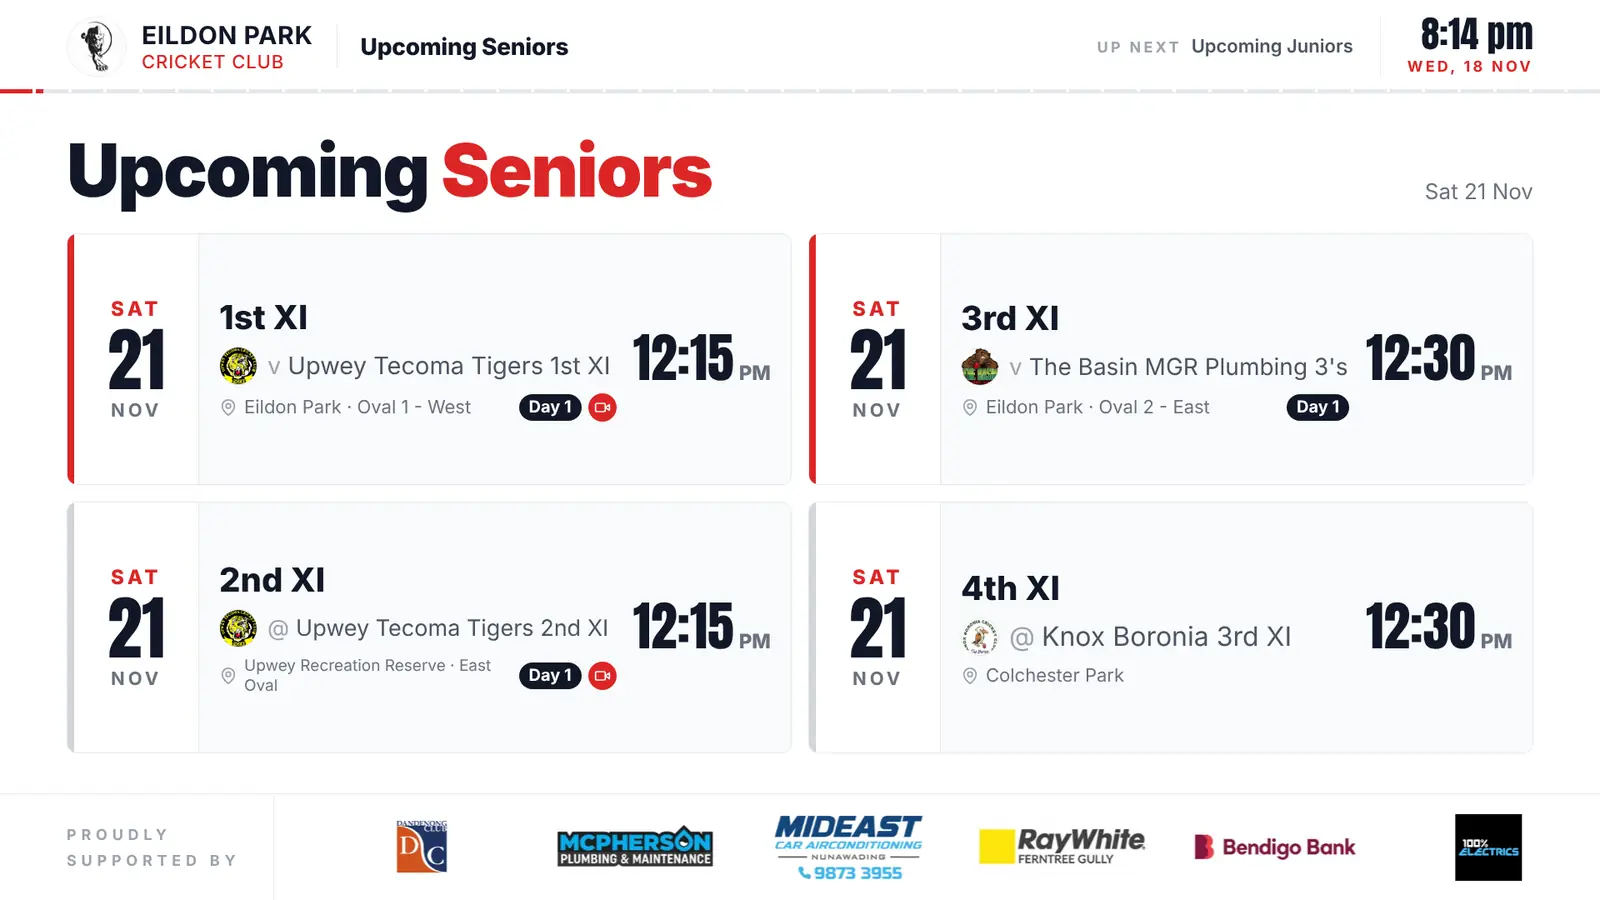 EILDON PARK
CRICKET CLUB
Upcoming Seniors
UP NEXT Upcoming Juniors
8:14 pm
WED, 18 NOV
Upcoming Seniors
Sat 21 Nov
SAT
21
NOV
1st XI
v Upwey Tecoma Tigers 1st XI
Eildon Park · Oval 1 - West
Day 1
12:15 PM
SAT
21
NOV
3rd XI
v The Basin MGR Plumbing 3's
Eildon Park · Oval 2 - East
Day 1
12:30 PM
SAT
21
NOV
2nd XI
@ Upwey Tecoma Tigers 2nd XI
Upwey Recreation Reserve · East
Oval
Day 1
12:15 PM
SAT
21
NOV
4th XI
@ Knox Boronia 3rd XI
Colchester Park
12:30 PM
PROUDLY
SUPPORTED BY
DANDENONG
CLUB
DC
MCPHERSON
PLUMBING & MAINTENANCE
MIDEAST
CAR AIRCONDITIONING
NUNAWADING
9873 3955
RayWhite
FERNTREE GULLY
Bendigo Bank
100%
ELECTRICS